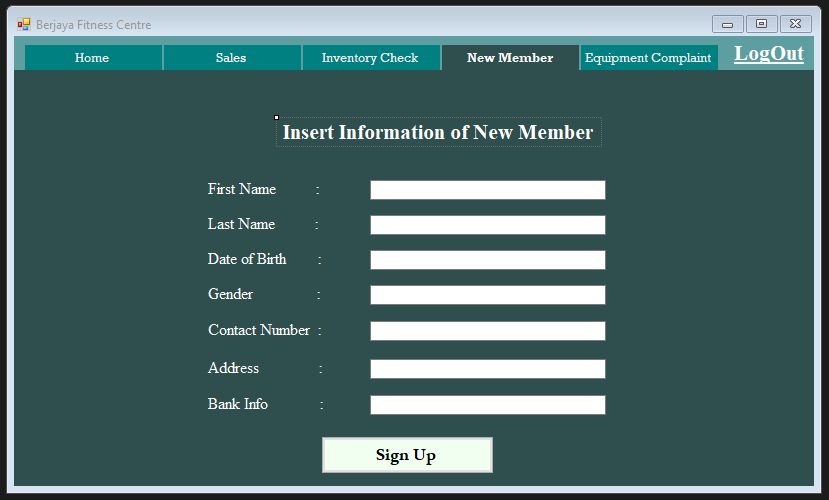 Berjaya Fitness Centre
Home Sales Inventory Check New Member Equipment Complaint LogOut
Insert Information of New Member
First Name :
Last Name :
Date of Birth :
Gender :
Contact Number :
Address :
Bank Info :
Sign Up